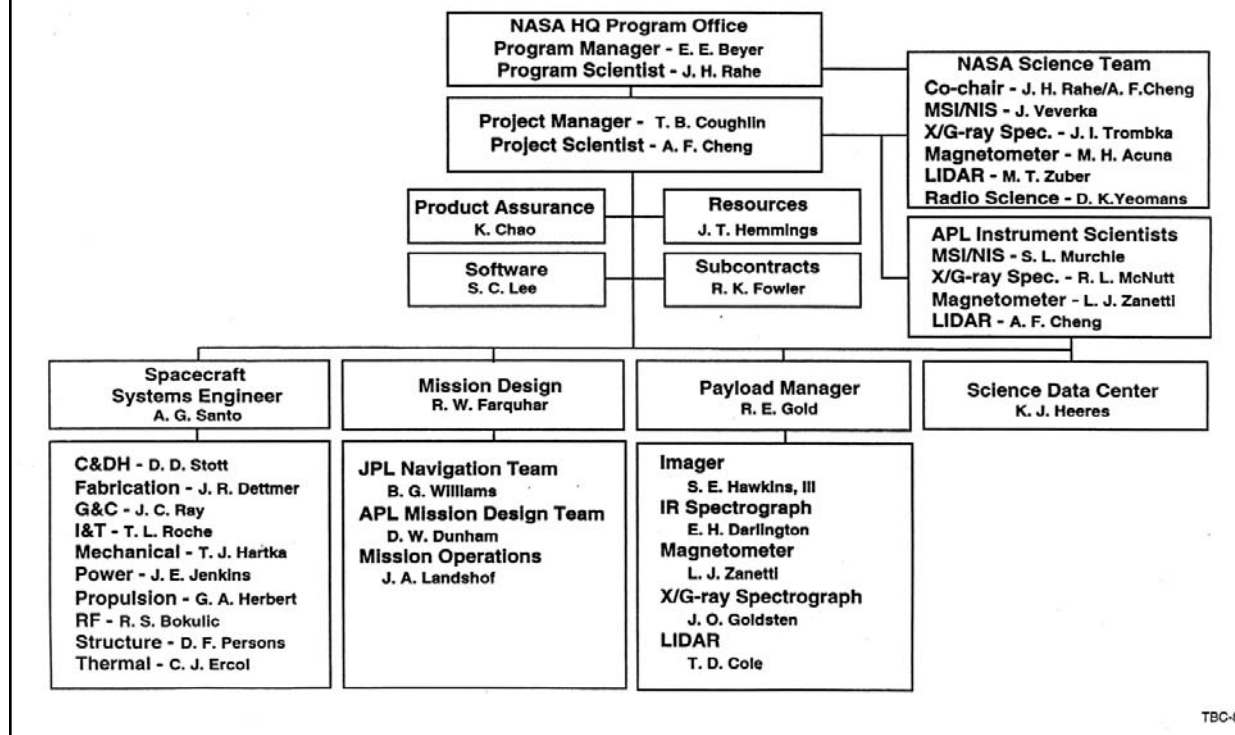 NASA HQ Program Office
Program Manager - E. E. Beyer
Program Scientist - J. H. Rahe
NASA Science Team
Co-chair - J. H. Rahe/A. F.Cheng
MSI/NIS - J. Veverka
X/G-ray Spec. - J. I. Trombka
Magnetometer - M. H. Acuna
LIDAR - M. T. Zuber
Radio Science - D. K.Yeomans
Project Manager - T. B. Coughlin
Project Scientist - A. F. Cheng
Product Assurance
K. Chao
Resources
J. T. Hemmings
Software
S. C. Lee
Subcontracts
R. K. Fowler
APL Instrument Scientists
MSI/NIS - S. L. Murchie
X/G-ray Spec. - R. L. McNutt
Magnetometer - L. J. Zanetti
LIDAR - A. F. Cheng
Spacecraft
Systems Engineer
A. G. Santo
Mission Design
R. W. Farquhar
Payload Manager
R. E. Gold
Science Data Center
K. J. Heeres
C&DH - D. D. Stott
Fabrication - J. R. Dettmer
G&C - J. C. Ray
I&T - T. L. Roche
Mechanical - T. J. Hartka
Power - J. E. Jenkins
Propulsion - G. A. Herbert
RF - R. S. Bokulic
Structure - D. F. Persons
Thermal - C. J. Ercol
JPL Navigation Team
B. G. Williams
APL Mission Design Team
D. W. Dunham
Mission Operations
J. A. Landshof
Imager
S. E. Hawkins, III
IR Spectrograph
E. H. Darlington
Magnetometer
L. J. Zanetti
X/G-ray Spectrograph
J. O. Goldsten
LIDAR
T. D. Cole